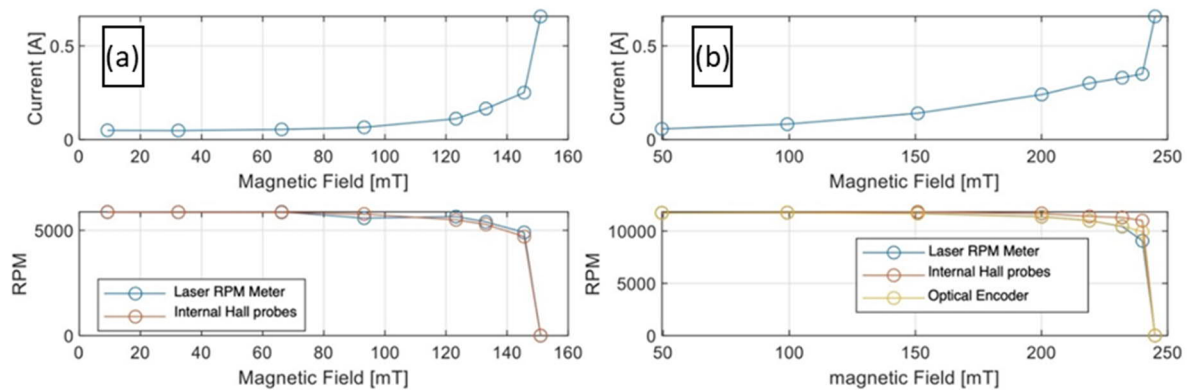 (a)
Current [A]
0.5
0
0 20 40 60 80 100 120 140 160
Magnetic Field [mT]
(b)
Current [A]
0.5
0
50 100 150 200 250
Magnetic Field [mT]
RPM
5000
0
Laser RPM Meter
Internal Hall probes
0 20 40 60 80 100 120 140 160
Magnetic Field [mT]
RPM
10000
5000
0
Laser RPM Meter
Internal Hall probes
Optical Encoder
50 100 150 200 250
magnetic Field [mT]